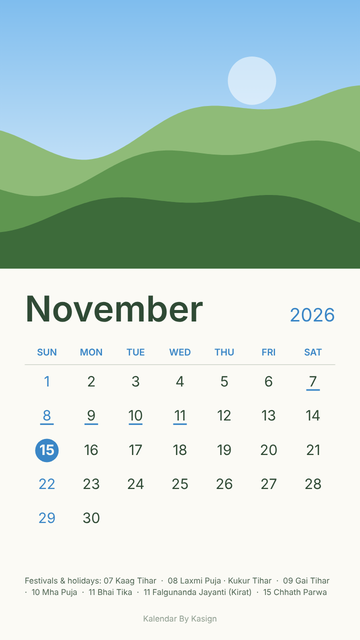 November 2026
SUN MON TUE WED THU FRI SAT
1 2 3 4 5 6 7
8 9 10 11 12 13 14
15 16 17 18 19 20 21
22 23 24 25 26 27 28
29 30
Festivals & holidays: 07 Kaag Tihar · 08 Laxmi Puja · Kukur Tihar · 09 Gai Tihar
· 10 Mha Puja · 11 Bhai Tika · 11 Falgunanda Jayanti (Kirat) · 15 Chhath Parwa
Kalendar By Kasign